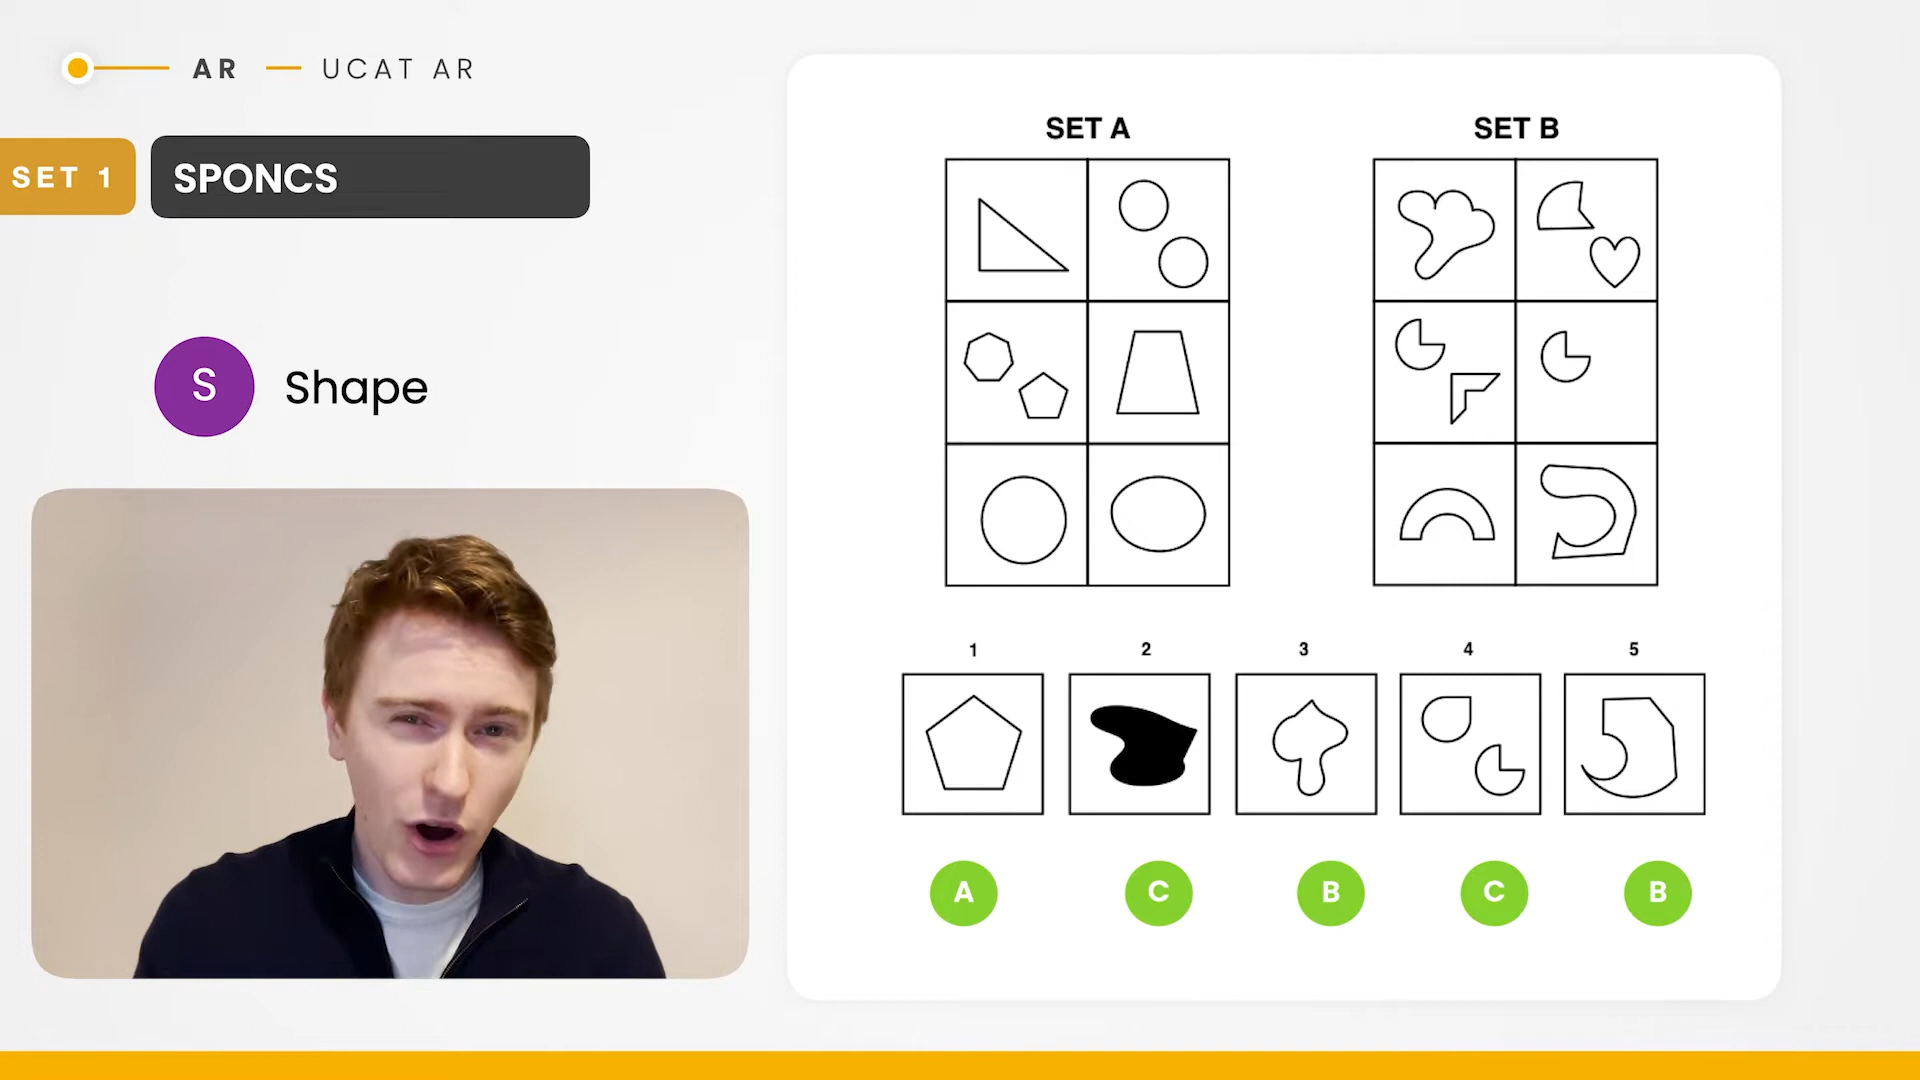 AR — UCAT AR
SET 1
SPONCS
S Shape
SET A SET B
1 2 3 4 5
A C B C B